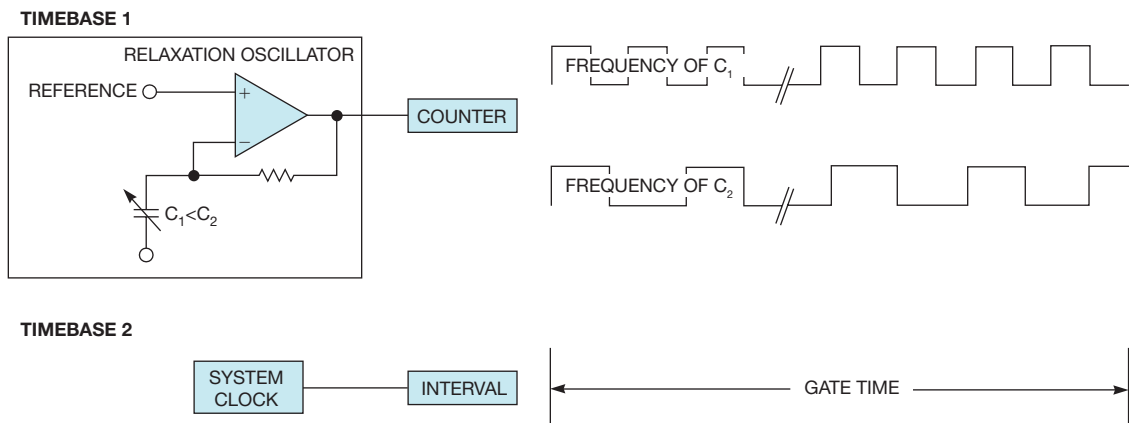 TIMEBASE 1
RELAXATION OSCILLATOR
REFERENCE
+
−
COUNTER
C₁<C₂
FREQUENCY OF C₁
FREQUENCY OF C₂
TIMEBASE 2
SYSTEM
CLOCK
INTERVAL
GATE TIME